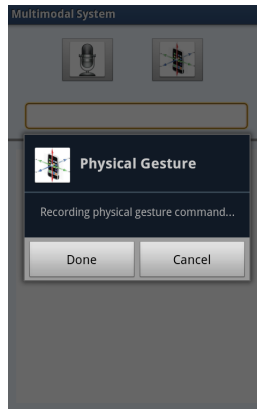 Multimodal System
Physical Gesture
Recording physical gesture command...
Done
Cancel